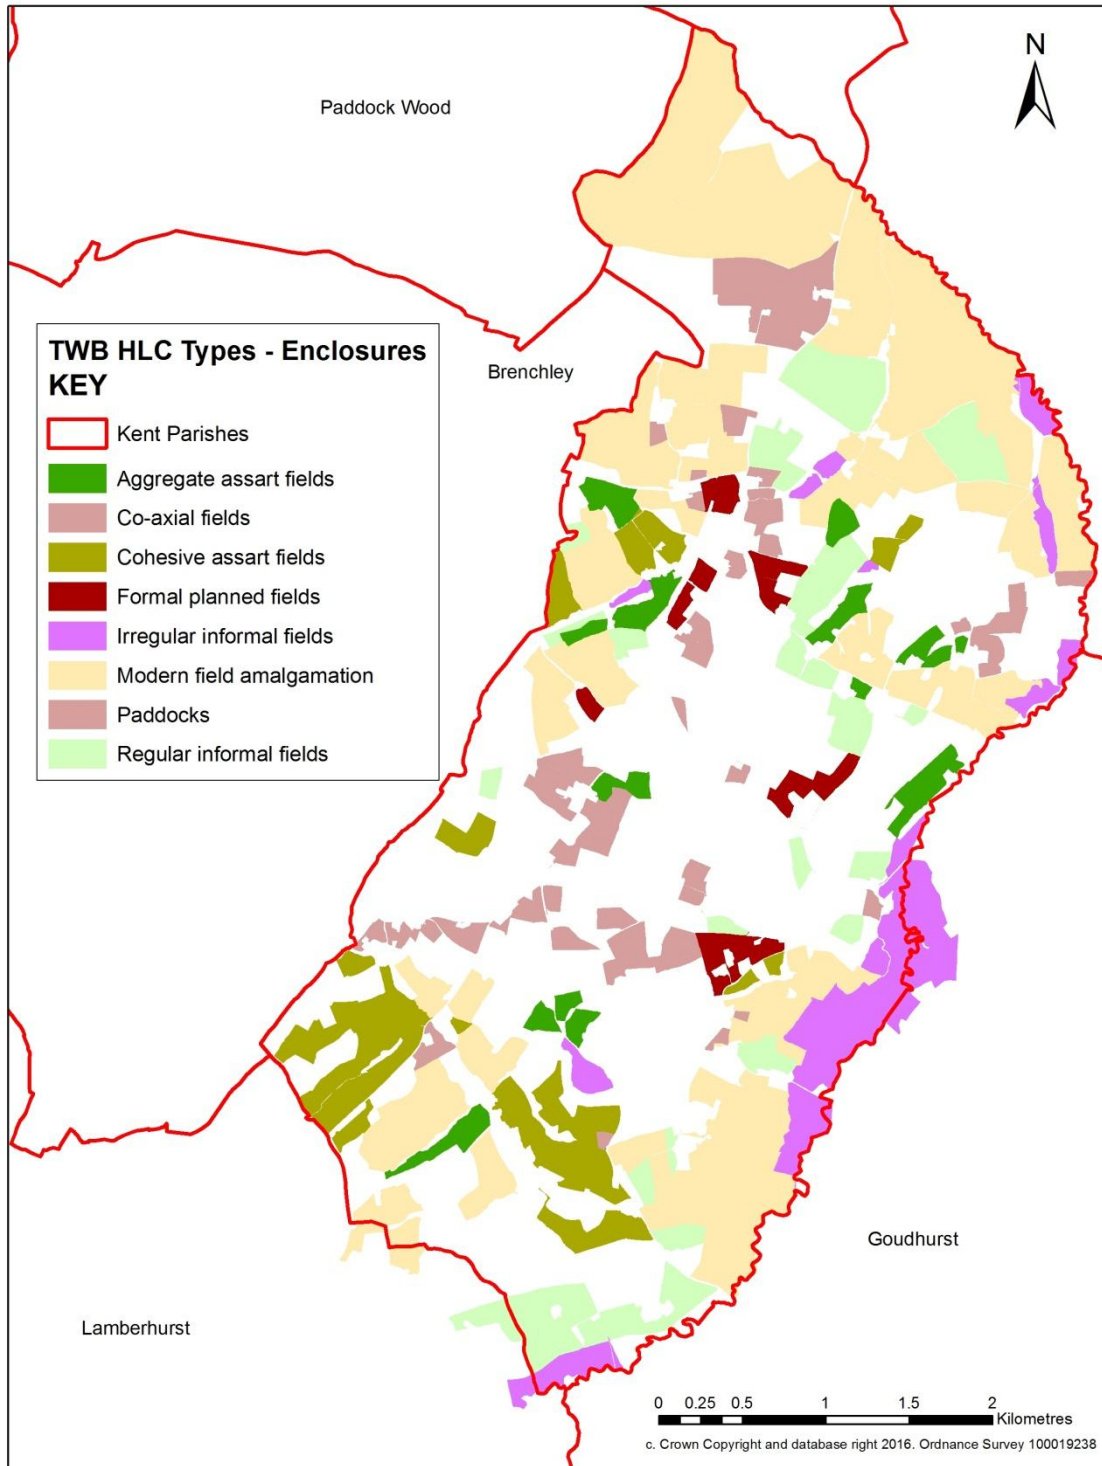 Paddock Wood
N
Brenchley
TWB HLC Types - Enclosures
KEY
Kent Parishes
Aggregate assart fields
Co-axial fields
Cohesive assart fields
Formal planned fields
Irregular informal fields
Modern field amalgamation
Paddocks
Regular informal fields
Goudhurst
Lamberhurst
0 0.25 0.5 1 1.5 2
Kilometres
c. Crown Copyright and database right 2016. Ordnance Survey 100019238